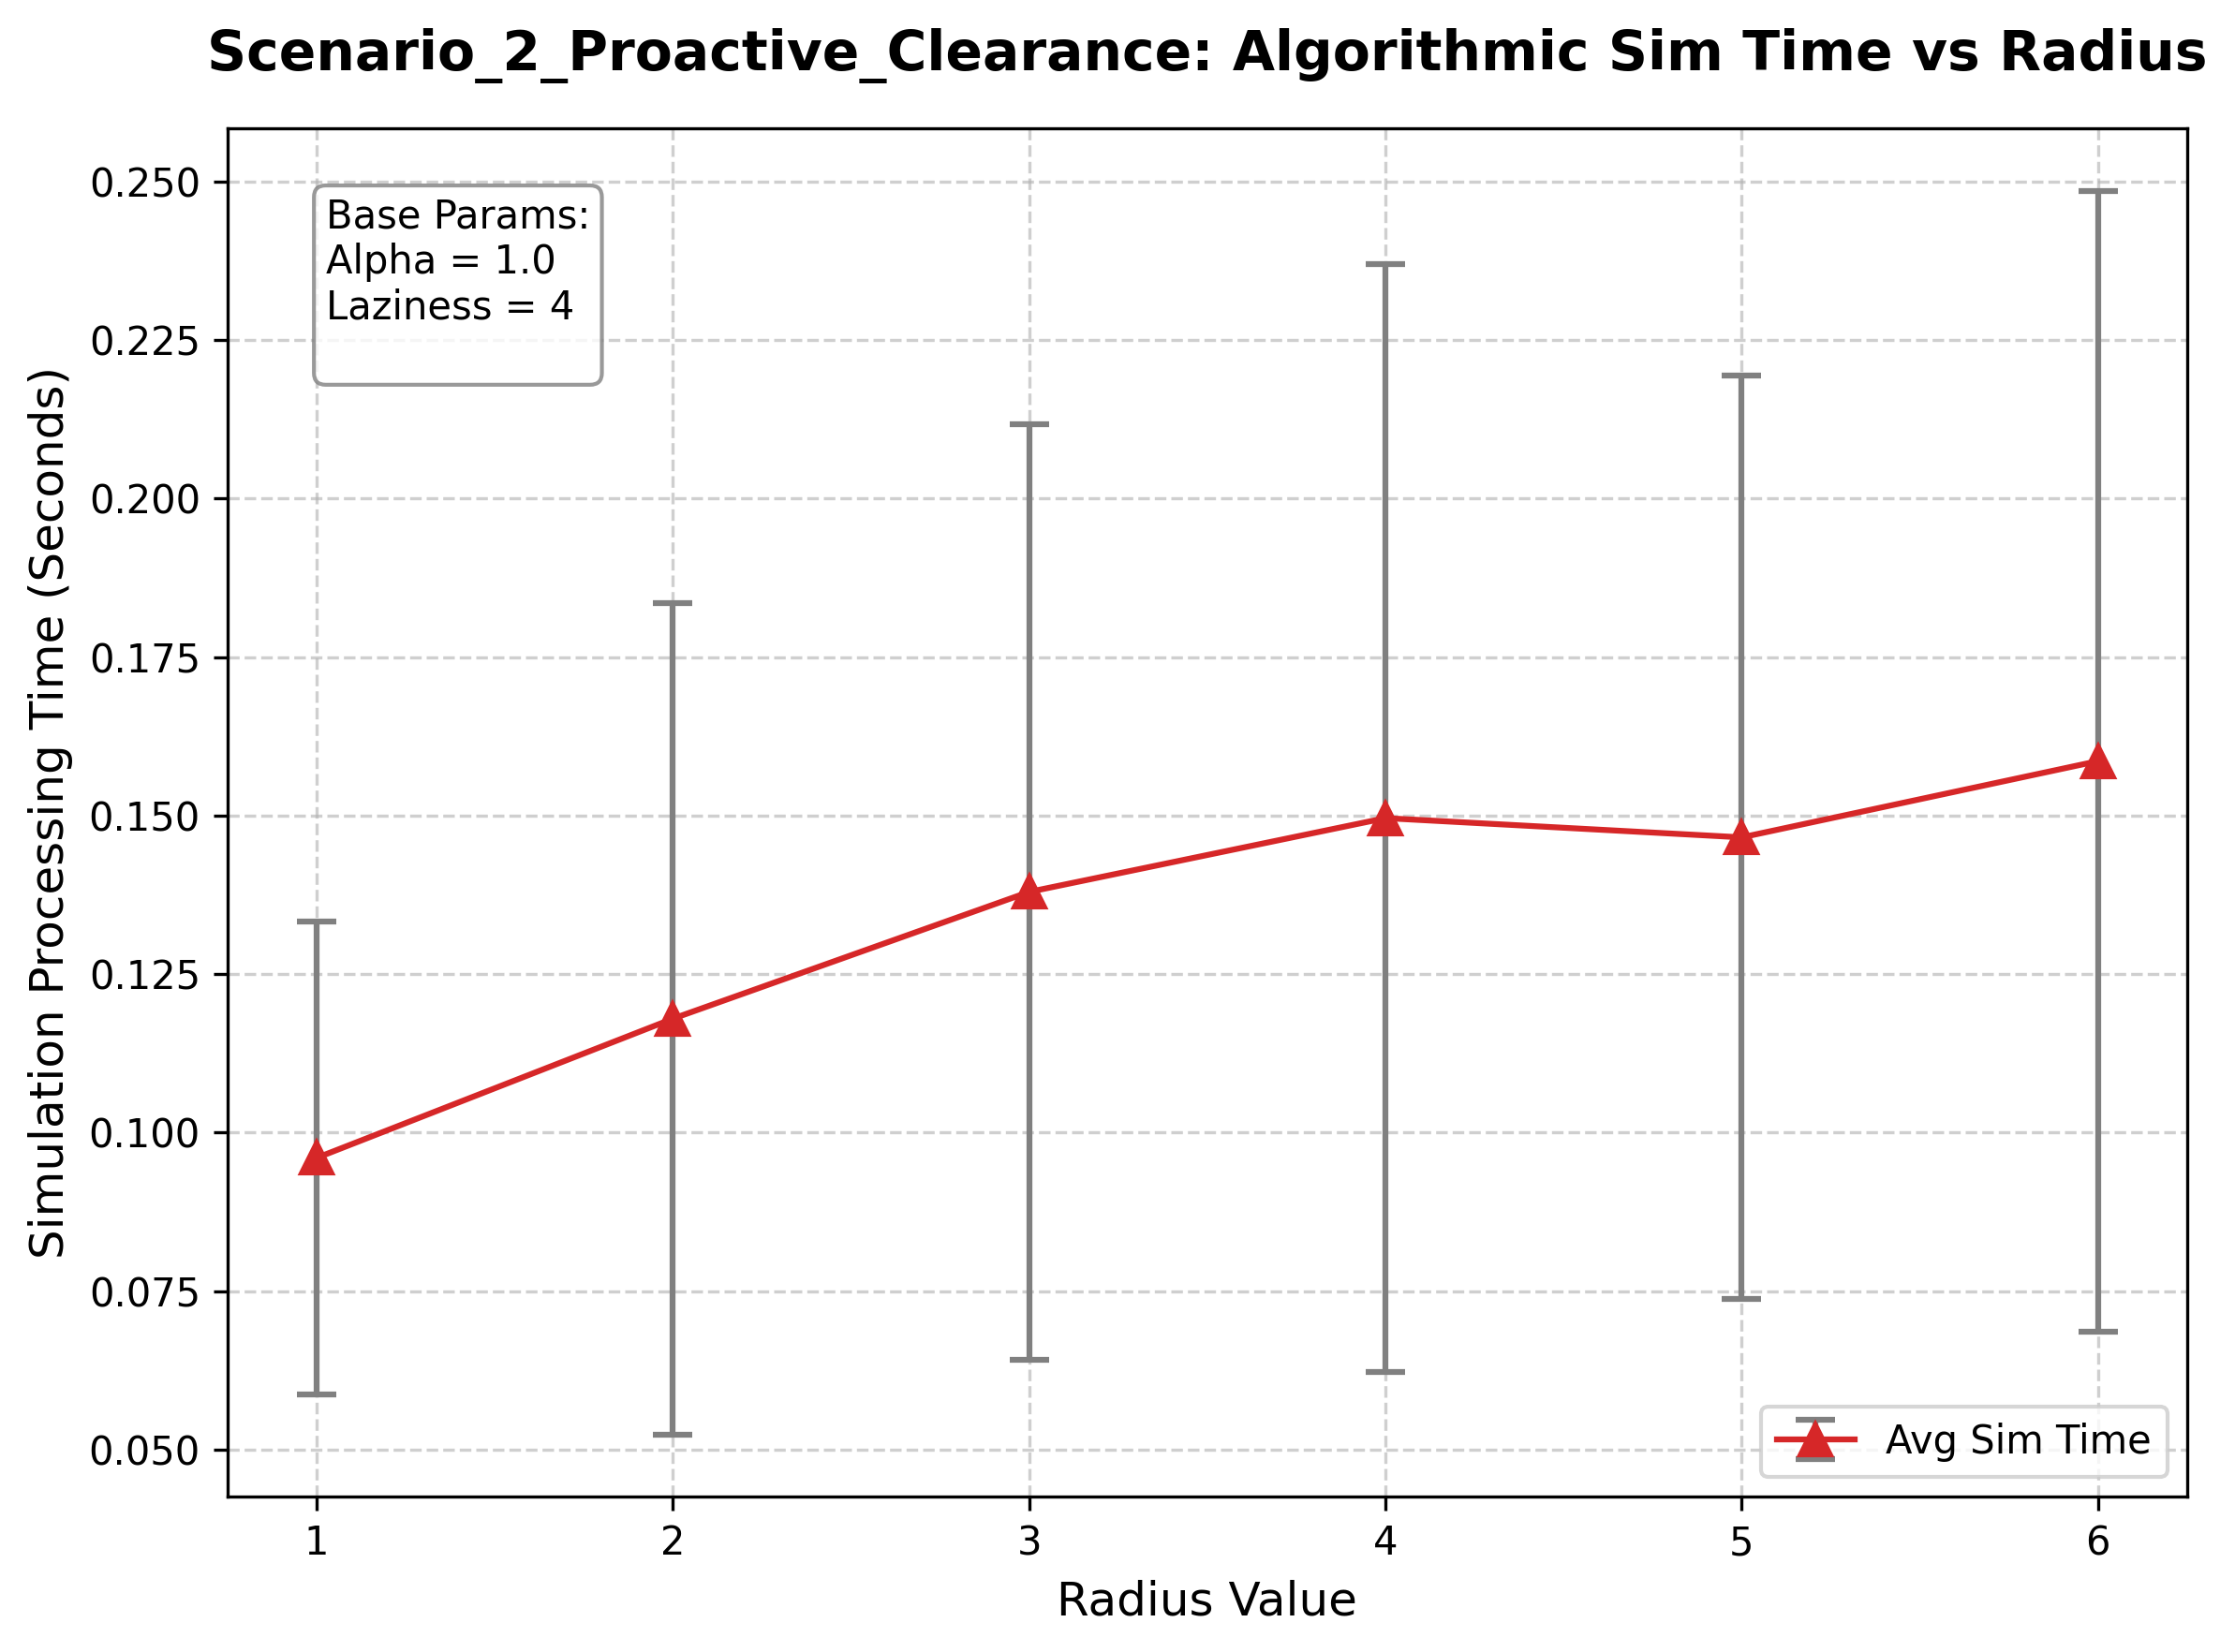 Scenario_2_Proactive_Clearance: Algorithmic Sim Time vs Radius
Simulation Processing Time (Seconds)
0.250
0.225
0.200
0.175
0.150
0.125
0.100
0.075
0.050
Base Params:
Alpha = 1.0
Laziness = 4
Avg Sim Time
1 2 3 4 5 6
Radius Value